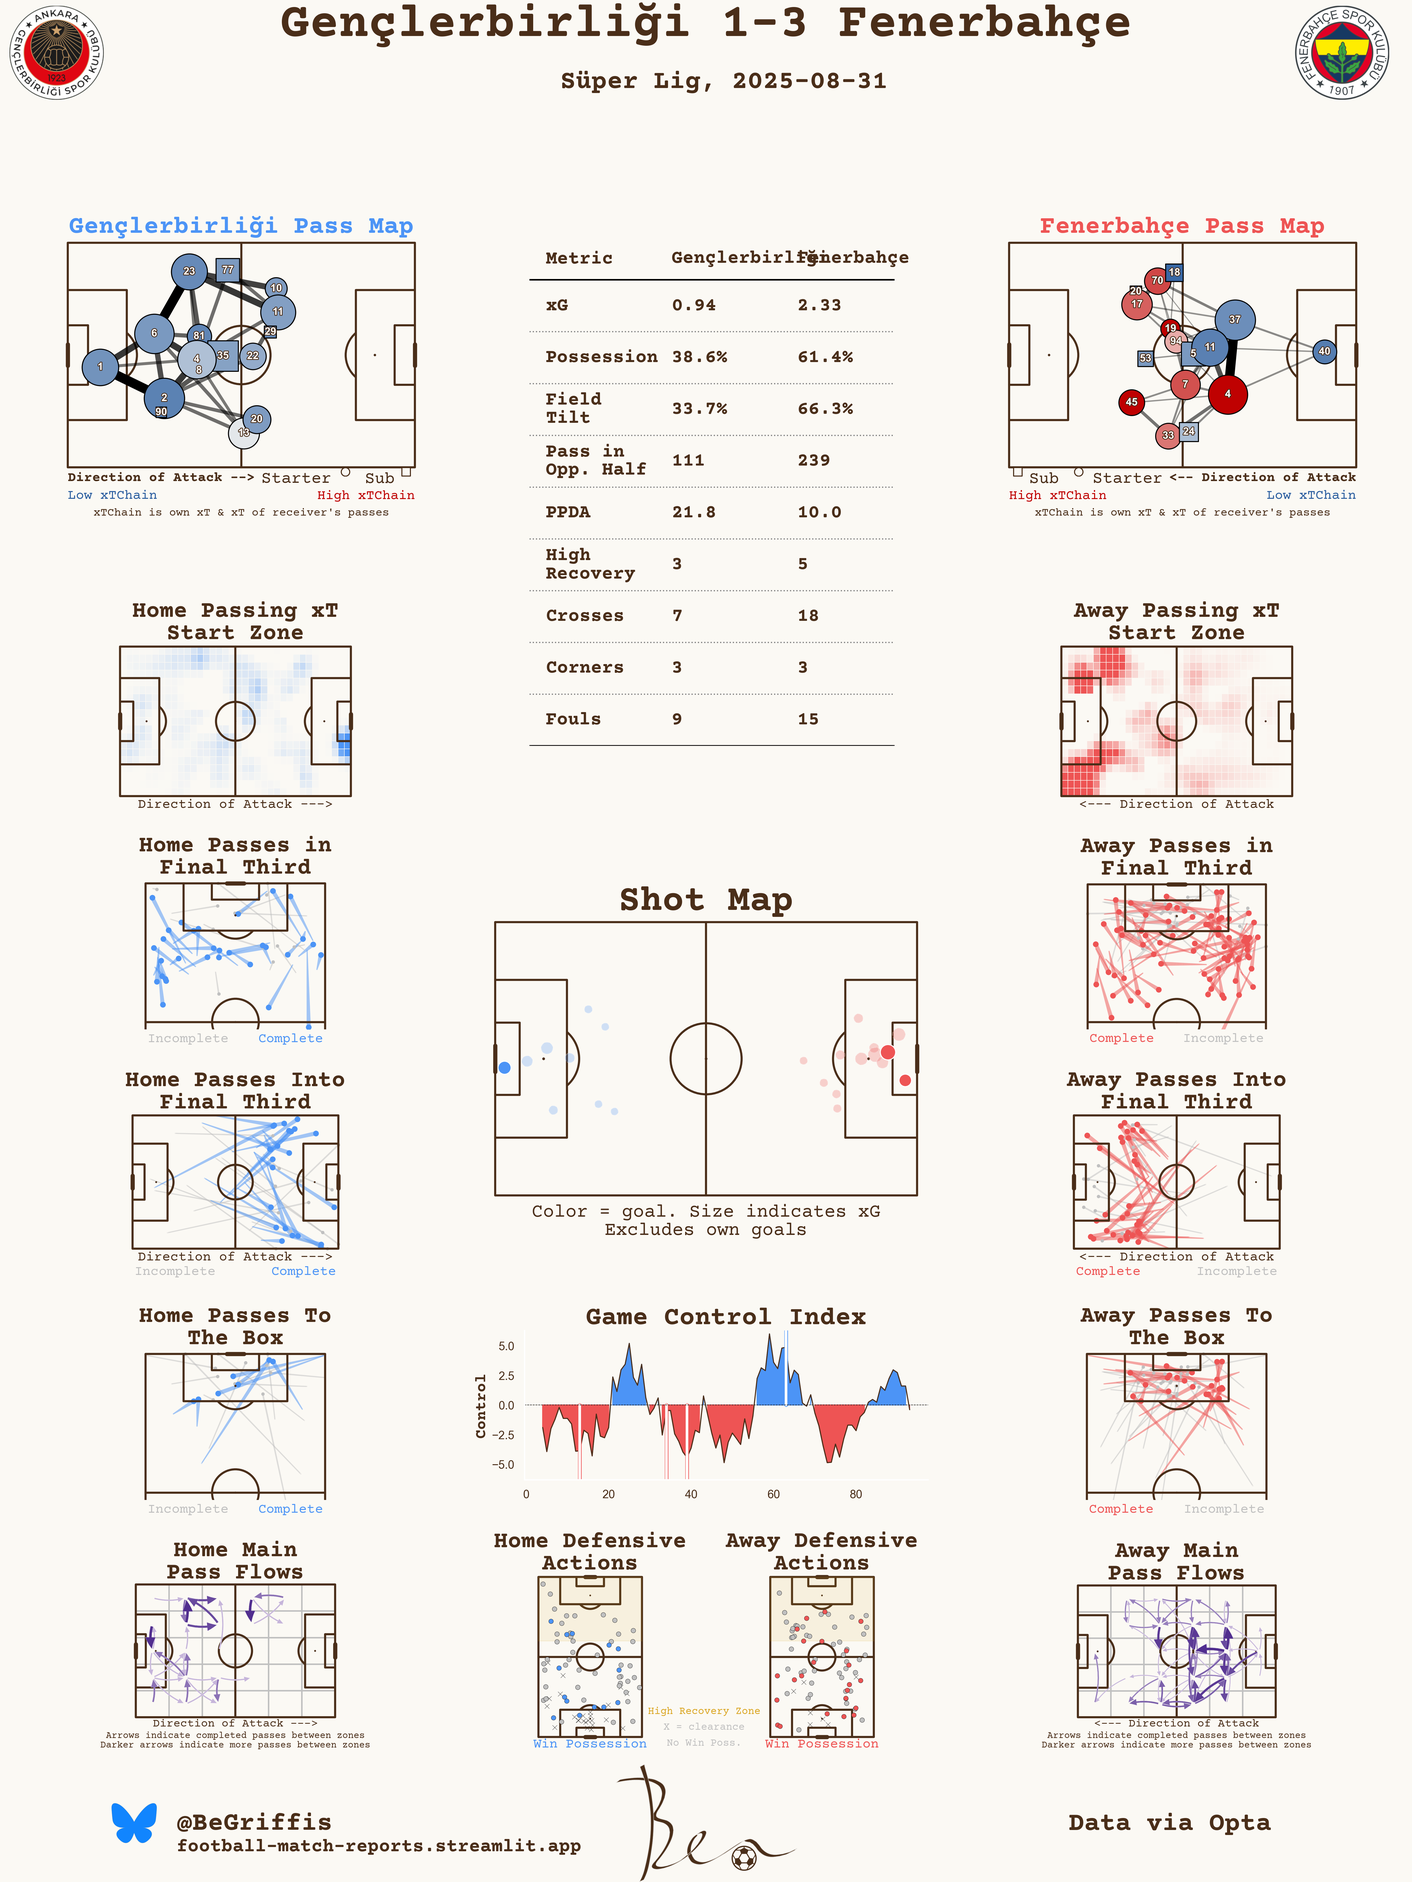 Gençlerbirliği 1-3 Fenerbahçe
Süper Lig, 2025-08-31
ANKARA
GENÇLERBİRLİĞİ SPOR KULÜBÜ
1923
FENERBAHÇE SPOR KULÜBÜ
1907
Gençlerbirliği Pass Map
23
77
10
11
29
6
81
4
35
22
8
1
2
90
20
13
Direction of Attack --> Starter Sub
Low xTChain High xTChain
xTChain is own xT & xT of receiver's passes
Metric Gençlerbirliği Fenerbahçe
xG 0.94 2.33
Possession 38.6% 61.4%
Field
Tilt 33.7% 66.3%
Pass in
Opp. Half 111 239
PPDA 21.8 10.0
High
Recovery 3 5
Crosses 7 18
Corners 3 3
Fouls 9 15
Fenerbahçe Pass Map
18
70
20
17
19
37
94
11
5
53
40
7
4
45
33
24
Sub Starter <-- Direction of Attack
High xTChain Low xTChain
xTChain is own xT & xT of receiver's passes
Home Passing xT
Start Zone
Direction of Attack --->
Away Passing xT
Start Zone
<--- Direction of Attack
Home Passes in
Final Third
Incomplete Complete
Away Passes in
Final Third
Complete Incomplete
Shot Map
Color = goal. Size indicates xG
Excludes own goals
Home Passes Into
Final Third
Direction of Attack --->
Incomplete Complete
Away Passes Into
Final Third
<--- Direction of Attack
Complete Incomplete
Home Passes To
The Box
Incomplete Complete
Game Control Index
Control
5.0
2.5
0.0
−2.5
−5.0
0 20 40 60 80
Away Passes To
The Box
Complete Incomplete
Home Main
Pass Flows
Direction of Attack --->
Arrows indicate completed passes between zones
Darker arrows indicate more passes between zones
Home Defensive
Actions
Win Possession
High Recovery Zone
X = clearance
No Win Poss.
Away Defensive
Actions
Win Possession
Away Main
Pass Flows
<--- Direction of Attack
Arrows indicate completed passes between zones
Darker arrows indicate more passes between zones
@BeGriffis
football-match-reports.streamlit.app
Ben
Data via Opta